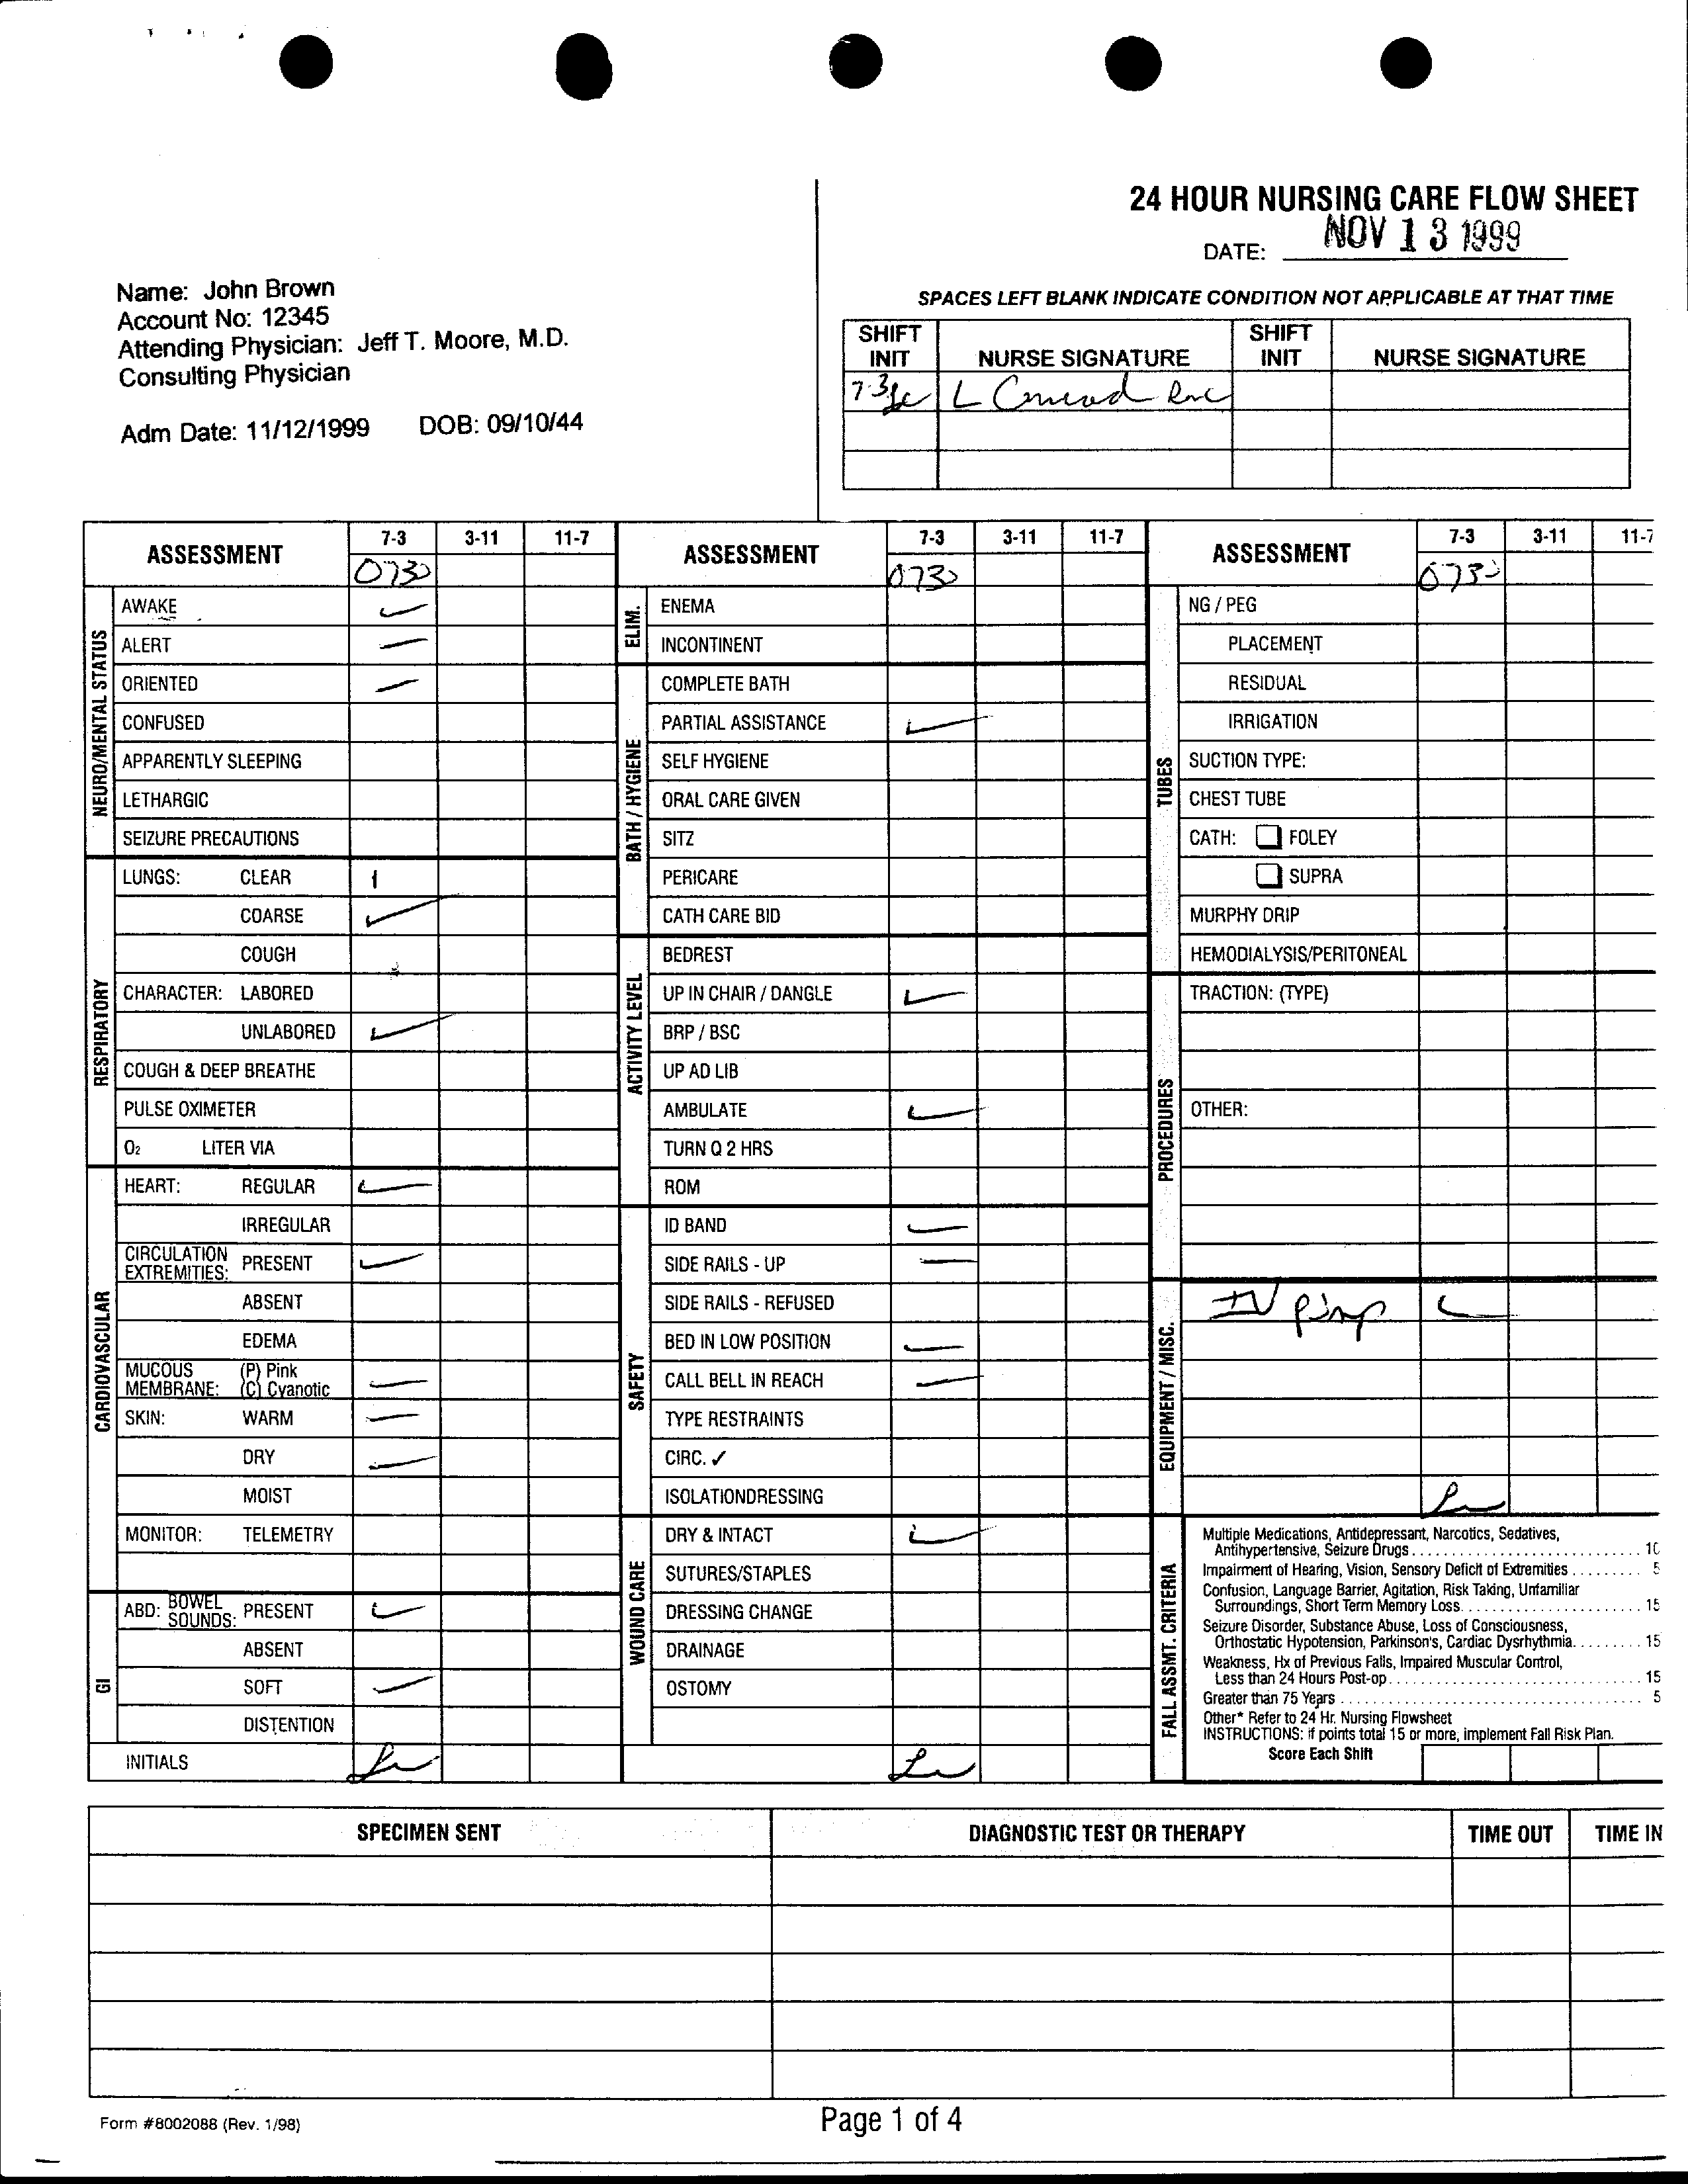 24 HOUR NURSING CARE FLOW SHEET
DATE: NOV 13 1999
Name: John Brown
Account No: 12345
Attending Physician: Jeff T. Moore, M.D.
Consulting Physician
Adm Date: 11/12/1999 DOB: 09/10/44
SPACES LEFT BLANK INDICATE CONDITION NOT APPLICABLE AT THAT TIME
SHIFT INIT NURSE SIGNATURE SHIFT INIT NURSE SIGNATURE
7-3 L
ASSESSMENT 7-3 3-11 11-7
0730
NEURO/MENTAL STATUS
AWAKE ✓
ALERT ✓
ORIENTED ✓
CONFUSED
APPARENTLY SLEEPING
LETHARGIC
SEIZURE PRECAUTIONS
RESPIRATORY
LUNGS: CLEAR
COARSE ✓
COUGH
CHARACTER: LABORED
UNLABORED ✓
COUGH & DEEP BREATHE
PULSE OXIMETER
O2 LITER VIA
CARDIOVASCULAR
HEART: REGULAR ✓
IRREGULAR
CIRCULATION EXTREMITIES: PRESENT ✓
ABSENT
EDEMA
MUCOUS MEMBRANE: (P) Pink (C) Cyanotic ✓
SKIN: WARM ✓
DRY ✓
MOIST
MONITOR: TELEMETRY
GI
ABD: BOWEL SOUNDS: PRESENT ✓
ABSENT
SOFT ✓
DISTENTION
INITIALS
ASSESSMENT 7-3 3-11 11-7
0730
ELIM.
ENEMA
INCONTINENT
BATH / HYGIENE
COMPLETE BATH
PARTIAL ASSISTANCE ✓
SELF HYGIENE
ORAL CARE GIVEN
SITZ
PERICARE
CATH CARE BID
ACTIVITY LEVEL
BEDREST
UP IN CHAIR / DANGLE ✓
BRP / BSC
UP AD LIB
AMBULATE ✓
TURN Q 2 HRS
ROM
SAFETY
ID BAND ✓
SIDE RAILS - UP ✓
SIDE RAILS - REFUSED
BED IN LOW POSITION ✓
CALL BELL IN REACH ✓
TYPE RESTRAINTS
CIRC. ✓
ISOLATIONDRESSING
WOUND CARE
DRY & INTACT ✓
SUTURES/STAPLES
DRESSING CHANGE
DRAINAGE
OSTOMY
ASSESSMENT 7-3 3-11 11-7
0730
TUBES
NG / PEG
PLACEMENT
RESIDUAL
IRRIGATION
SUCTION TYPE:
CHEST TUBE
CATH: ☐ FOLEY
☐ SUPRA
MURPHY DRIP
HEMODIALYSIS/PERITONEAL
PROCEDURES
TRACTION: (TYPE)
OTHER:
EQUIPMENT / MISC.
IV pump ✓
FALL ASSMT. CRITERIA
Multiple Medications, Antidepressant, Narcotics, Sedatives,
Antihypertensive, Seizure Drugs . . . 10
Impairment of Hearing, Vision, Sensory Deficit of Extremities . . . 5
Confusion, Language Barrier, Agitation, Risk Taking, Unfamiliar
Surroundings, Short Term Memory Loss . . . 15
Seizure Disorder, Substance Abuse, Loss of Consciousness,
Orthostatic Hypotension, Parkinson's, Cardiac Dysrhythmia . . . 15
Weakness, Hx of Previous Falls, Impaired Muscular Control,
Less than 24 Hours Post-op . . . 15
Greater than 75 Years . . . 5
Other* Refer to 24 Hr. Nursing Flowsheet
INSTRUCTIONS: if points total 15 or more, implement Fall Risk Plan.
Score Each Shift
SPECIMEN SENT DIAGNOSTIC TEST OR THERAPY TIME OUT TIME IN
Form #8002088 (Rev. 1/98)
Page 1 of 4